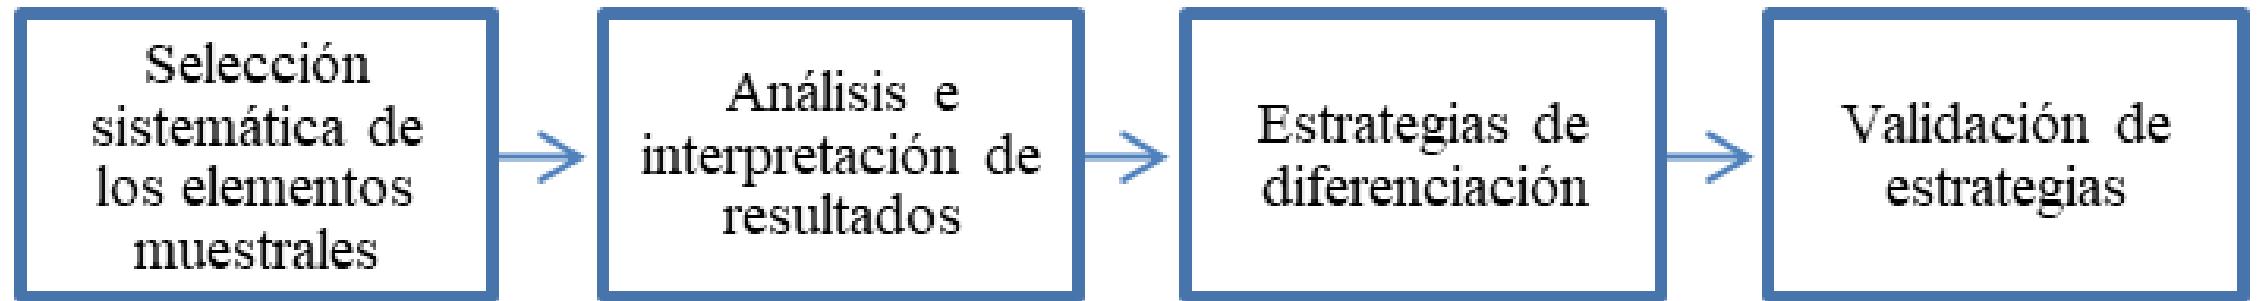 Selección
sistemática de
los elementos
muestrales
Análisis e
interpretación de
resultados
Estrategias de
diferenciación
Validación de
estrategias